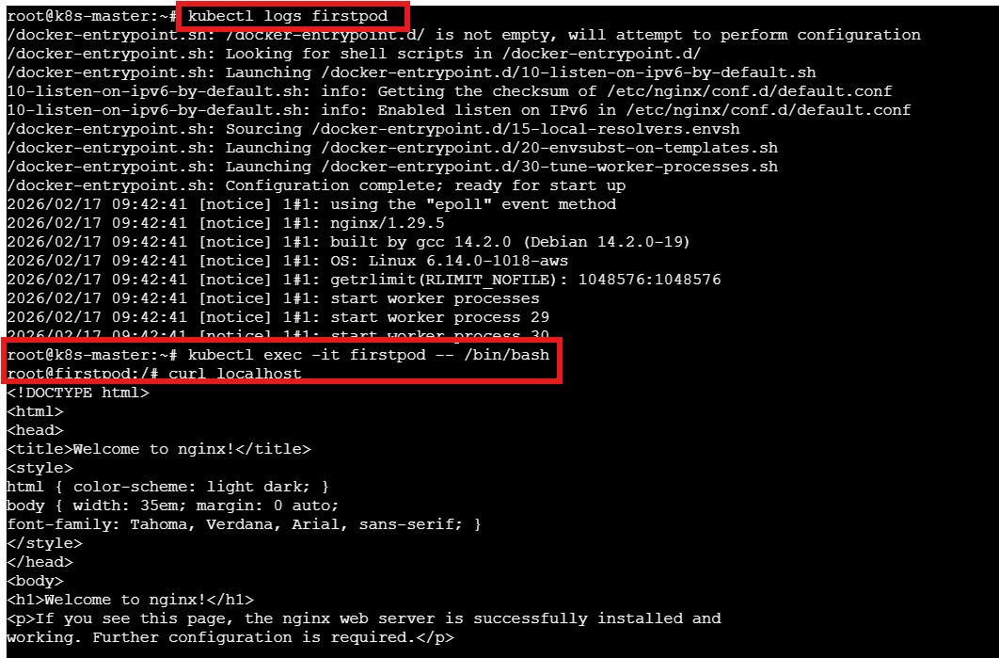 root@k8s-master:~# kubectl logs firstpod
/docker-entrypoint.sh: /docker-entrypoint.d/ is not empty, will attempt to perform configuration
/docker-entrypoint.sh: Looking for shell scripts in /docker-entrypoint.d/
/docker-entrypoint.sh: Launching /docker-entrypoint.d/10-listen-on-ipv6-by-default.sh
10-listen-on-ipv6-by-default.sh: info: Getting the checksum of /etc/nginx/conf.d/default.conf
10-listen-on-ipv6-by-default.sh: info: Enabled listen on IPv6 in /etc/nginx/conf.d/default.conf
/docker-entrypoint.sh: Sourcing /docker-entrypoint.d/15-local-resolvers.envsh
/docker-entrypoint.sh: Launching /docker-entrypoint.d/20-envsubst-on-templates.sh
/docker-entrypoint.sh: Launching /docker-entrypoint.d/30-tune-worker-processes.sh
/docker-entrypoint.sh: Configuration complete; ready for start up
2026/02/17 09:42:41 [notice] 1#1: using the "epoll" event method
2026/02/17 09:42:41 [notice] 1#1: nginx/1.29.5
2026/02/17 09:42:41 [notice] 1#1: built by gcc 14.2.0 (Debian 14.2.0-19)
2026/02/17 09:42:41 [notice] 1#1: OS: Linux 6.14.0-1018-aws
2026/02/17 09:42:41 [notice] 1#1: getrlimit(RLIMIT_NOFILE): 1048576:1048576
2026/02/17 09:42:41 [notice] 1#1: start worker processes
2026/02/17 09:42:41 [notice] 1#1: start worker process 29
2026/02/17 09:42:41 [notice] 1#1: start worker process 30
root@k8s-master:~# kubectl exec -it firstpod -- /bin/bash
root@firstpod:/# curl localhost
<!DOCTYPE html>
<html>
<head>
<title>Welcome to nginx!</title>
<style>
html { color-scheme: light dark; }
body { width: 35em; margin: 0 auto;
font-family: Tahoma, Verdana, Arial, sans-serif; }
</style>
</head>
<body>
<h1>Welcome to nginx!</h1>
<p>If you see this page, the nginx web server is successfully installed and
working. Further configuration is required.</p>